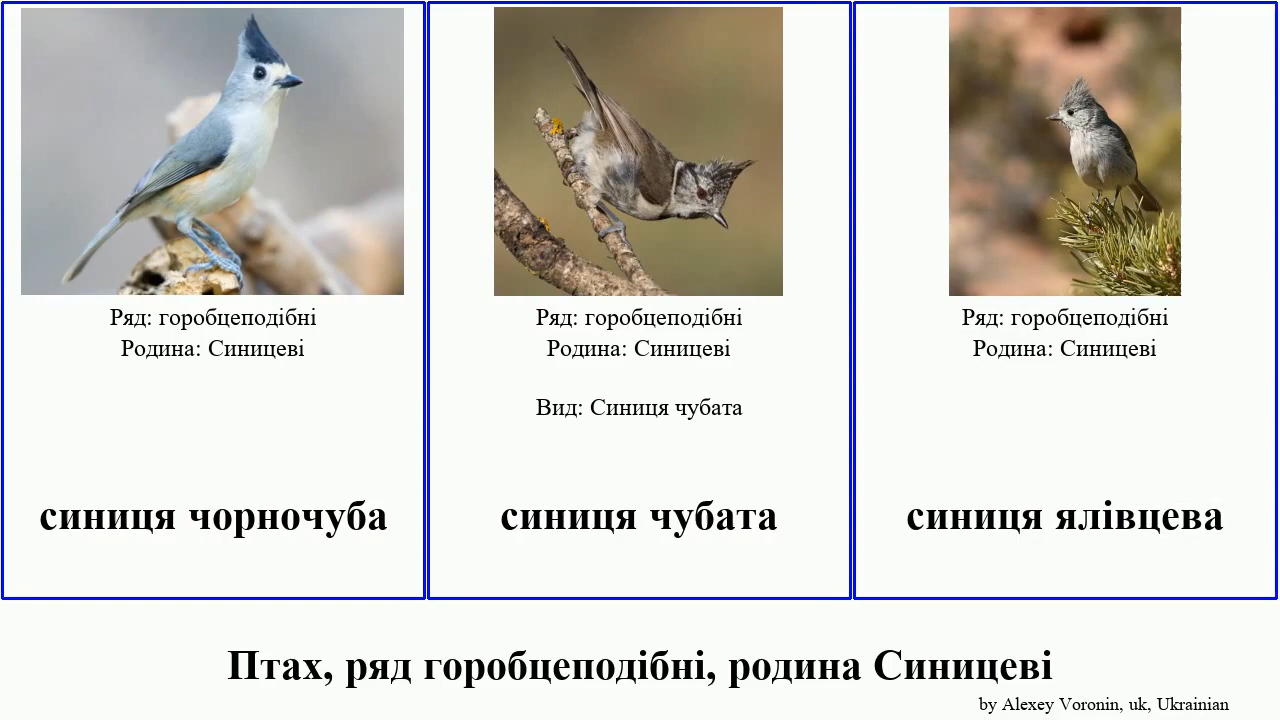 Ряд: горобцеподібні
Родина: Синицеві
синиця чорночуба
Ряд: горобцеподібні
Родина: Синицеві
Вид: Синиця чубата
синиця чубата
Ряд: горобцеподібні
Родина: Синицеві
синиця ялівцева
Птах, ряд горобцеподібні, родина Синицеві
by Alexey Voronin, uk, Ukrainian